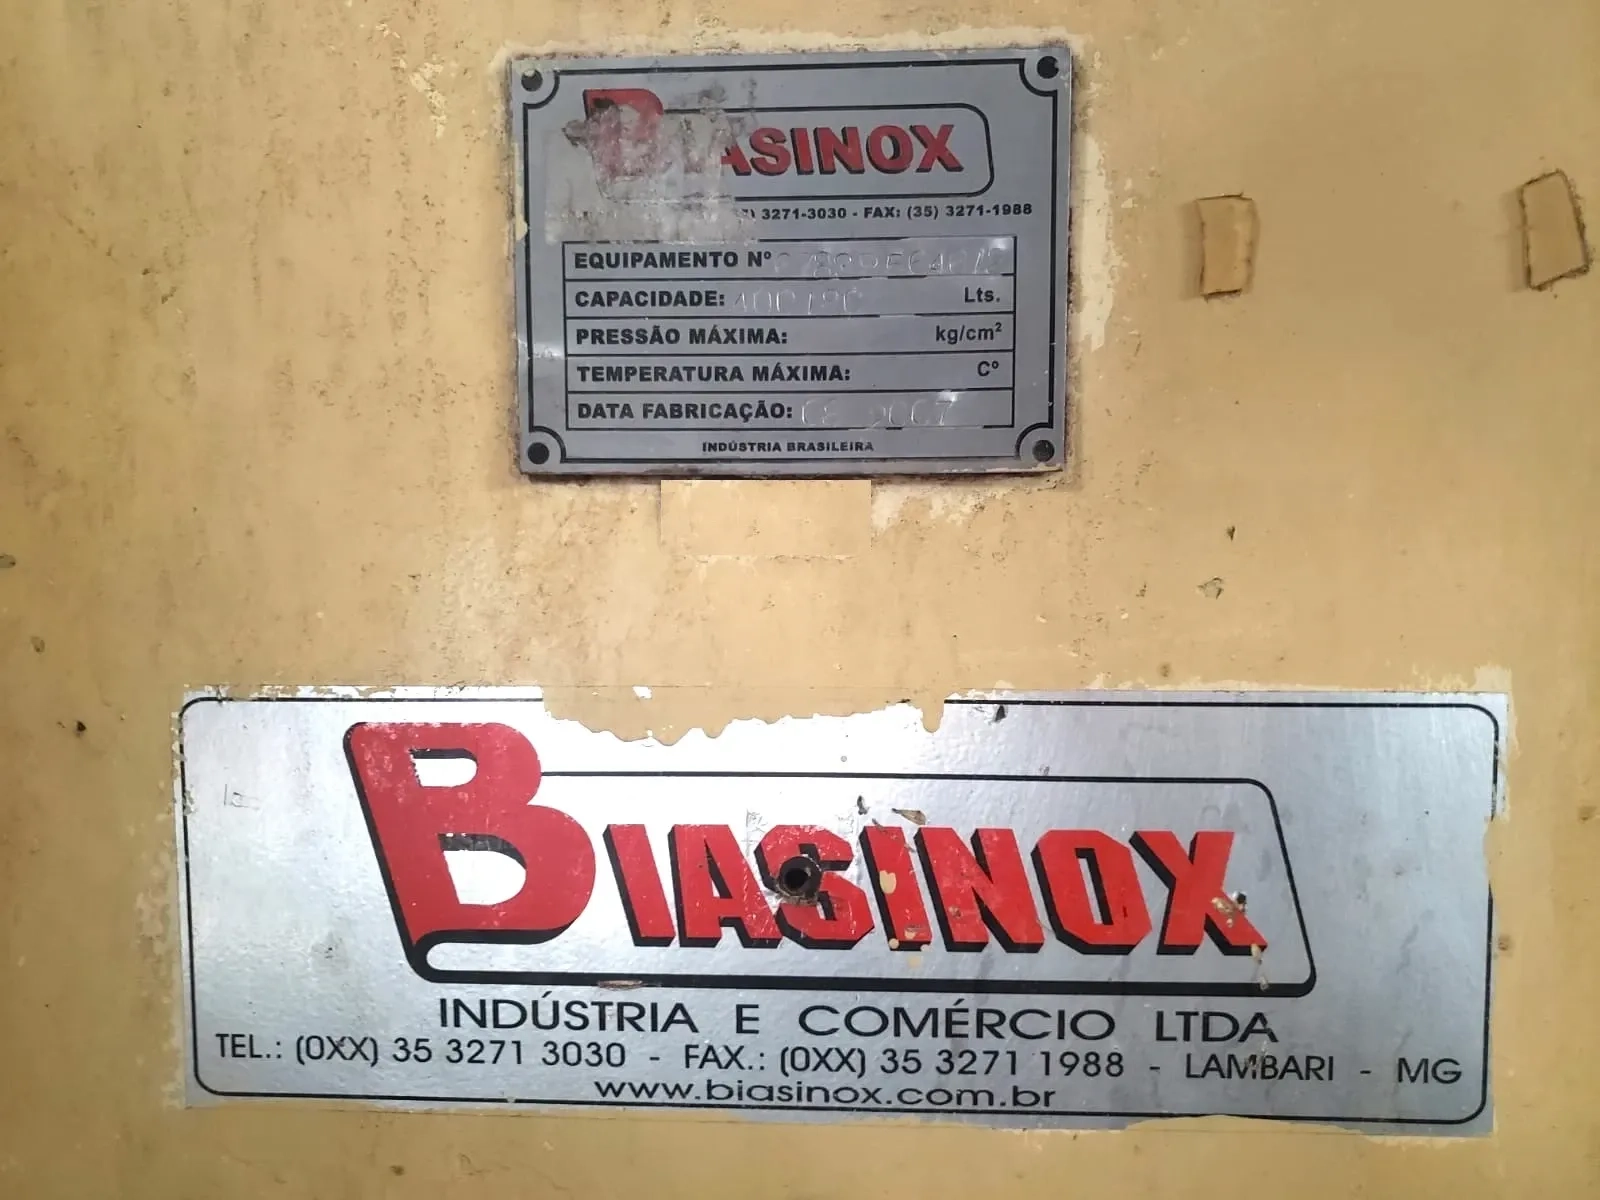 BIASINOX
3271-3030 - FAX: (35) 3271-1988
EQUIPAMENTO Nº
CAPACIDADE: Lts.
PRESSÃO MÁXIMA: kg/cm²
TEMPERATURA MÁXIMA: Cº
DATA FABRICAÇÃO:
INDÚSTRIA BRASILEIRA
BIASINOX
INDÚSTRIA E COMÉRCIO LTDA
TEL.: (0XX) 35 3271 3030 - FAX.: (0XX) 35 3271 1988 - LAMBARI - MG
www.biasinox.com.br